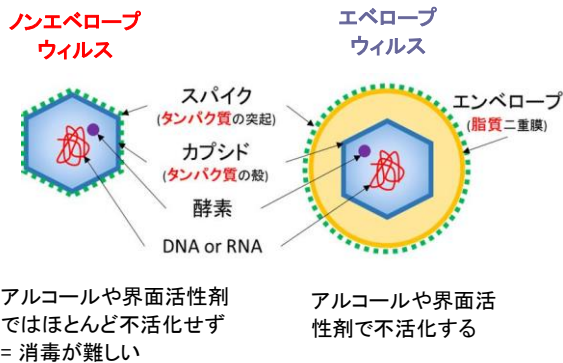 ノンエベロープ
ウィルス
エベロープ
ウィルス
スパイク
(タンパク質の突起)
カプシド
(タンパク質の殻)
酵素
DNA or RNA
エンベロープ
(脂質二重膜)
アルコールや界面活性剤
ではほとんど不活化せず
= 消毒が難しい
アルコールや界面活
性剤で不活化する